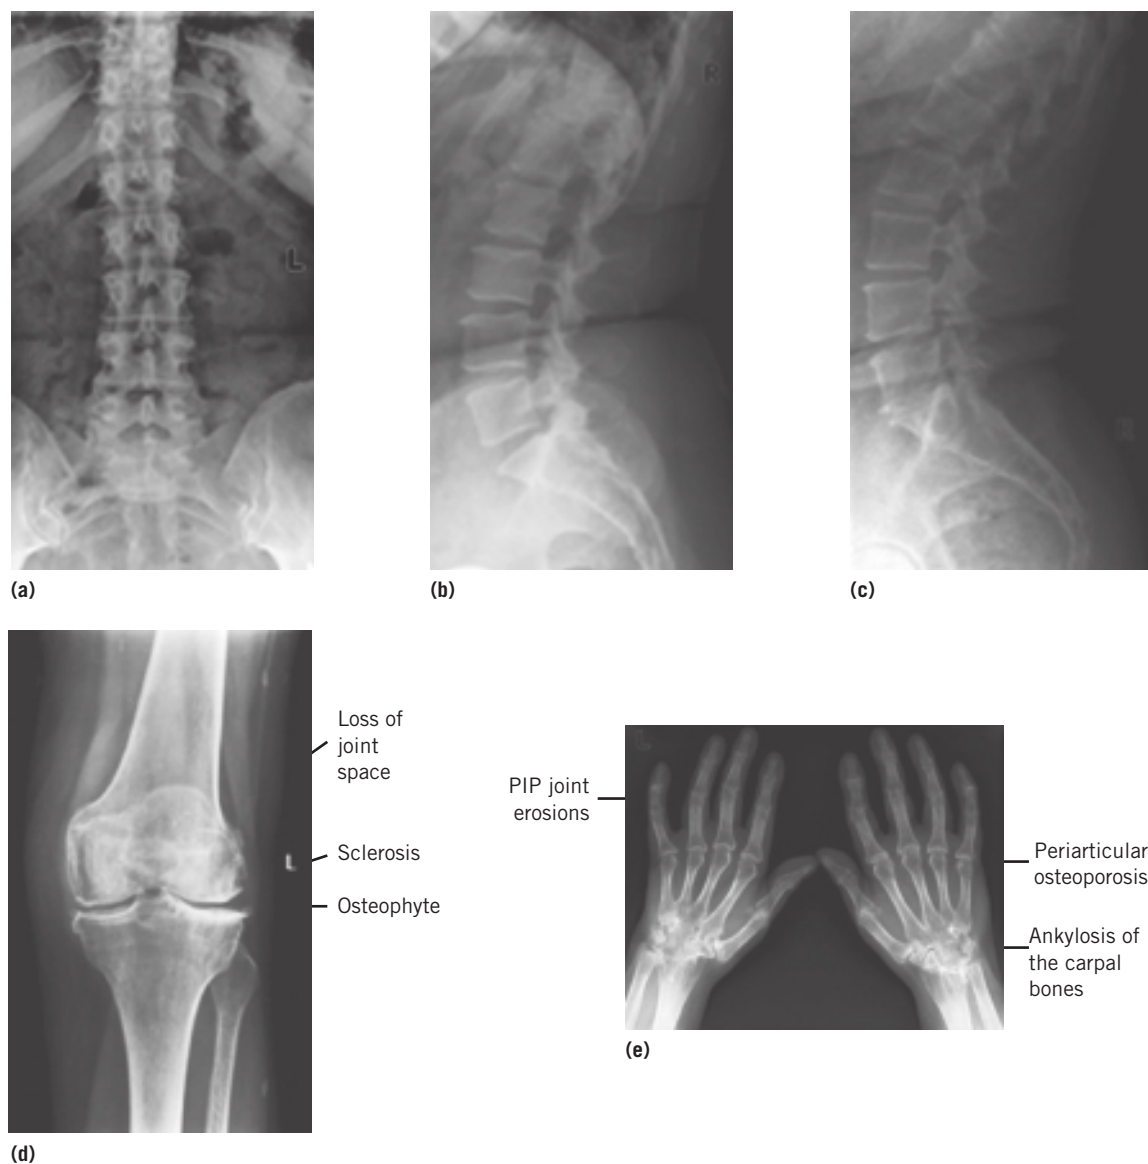 L
R
(a)
(b)
(c)
Loss of
joint
space
L
Sclerosis
Osteophyte
(d)
L
PIP joint
erosions
Periarticular
osteoporosis
Ankylosis of
the carpal
bones
(e)